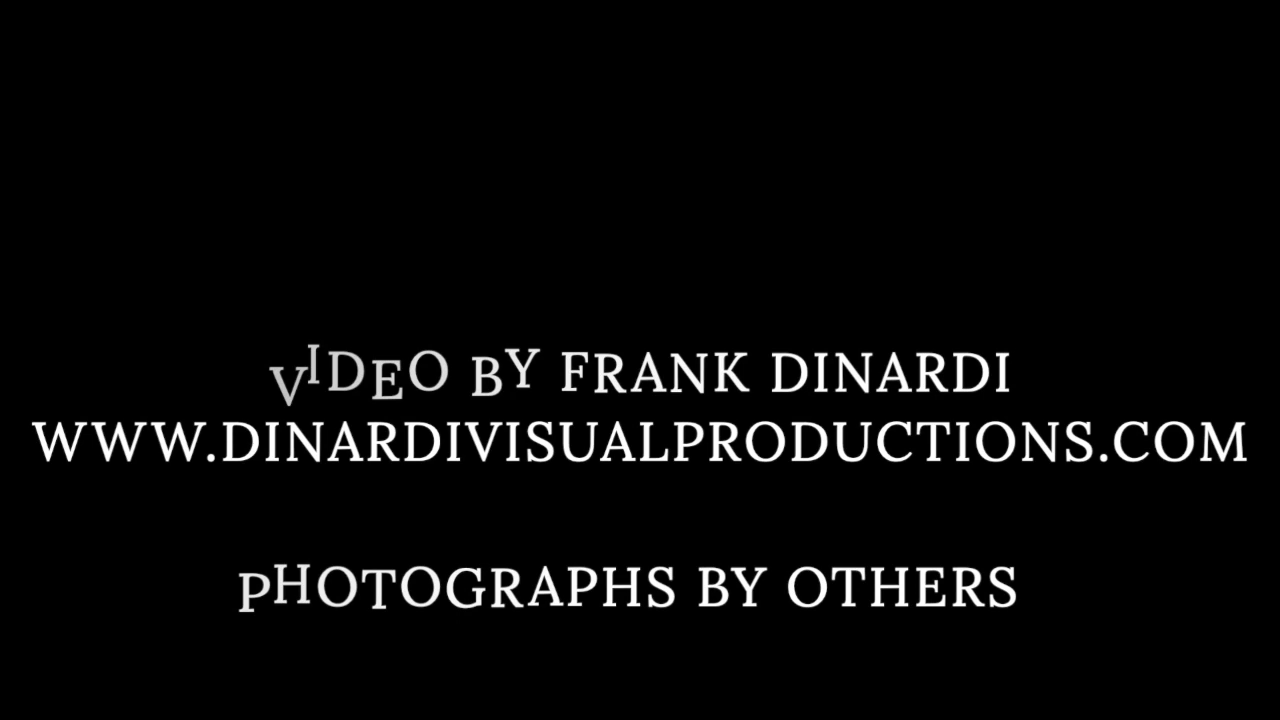 VIDEO BY FRANK DINARDI
WWW.DINARDIVISUALPRODUCTIONS.COM
PHOTOGRAPHS BY OTHERS